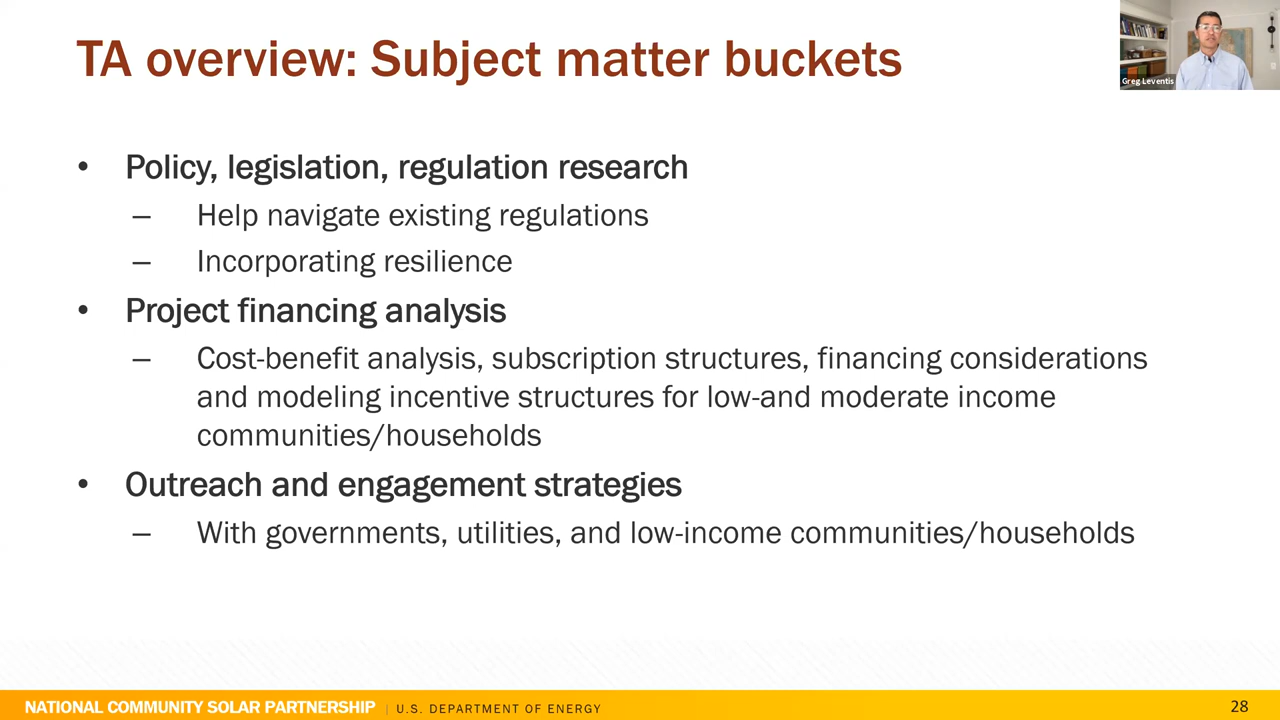 TA overview: Subject matter buckets
Greg Leventis
• Policy, legislation, regulation research
– Help navigate existing regulations
– Incorporating resilience
• Project financing analysis
– Cost-benefit analysis, subscription structures, financing considerations
and modeling incentive structures for low-and moderate income
communities/households
• Outreach and engagement strategies
– With governments, utilities, and low-income communities/households
NATIONAL COMMUNITY SOLAR PARTNERSHIP | U.S. DEPARTMENT OF ENERGY
28